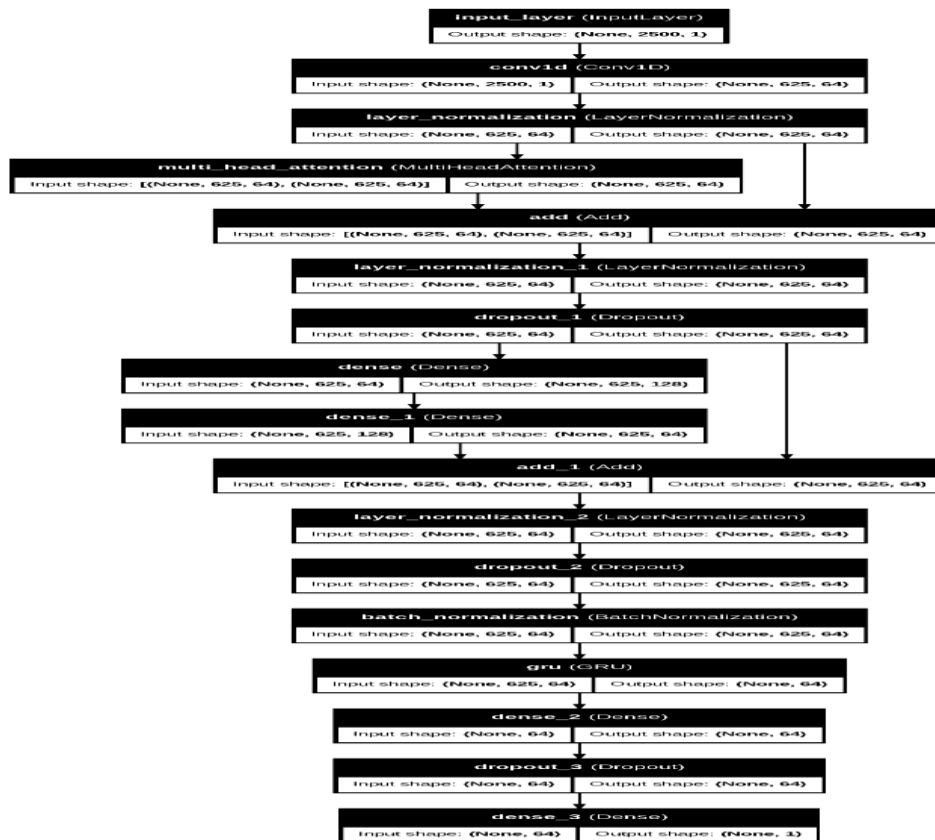 input_layer (InputLayer)
Output shape: (None, 2500, 1)
conv1d (Conv1D)
Input shape: (None, 2500, 1) Output shape: (None, 625, 64)
layer_normalization (LayerNormalization)
Input shape: (None, 625, 64) Output shape: (None, 625, 64)
multi_head_attention (MultiHeadAttention)
Input shape: [(None, 625, 64), (None, 625, 64)] Output shape: (None, 625, 64)
add (Add)
Input shape: [(None, 625, 64), (None, 625, 64)] Output shape: (None, 625, 64)
layer_normalization_1 (LayerNormalization)
Input shape: (None, 625, 64) Output shape: (None, 625, 64)
dropout_1 (Dropout)
Input shape: (None, 625, 64) Output shape: (None, 625, 64)
dense (Dense)
Input shape: (None, 625, 64) Output shape: (None, 625, 128)
dense_1 (Dense)
Input shape: (None, 625, 128) Output shape: (None, 625, 64)
add_1 (Add)
Input shape: [(None, 625, 64), (None, 625, 64)] Output shape: (None, 625, 64)
layer_normalization_2 (LayerNormalization)
Input shape: (None, 625, 64) Output shape: (None, 625, 64)
dropout_2 (Dropout)
Input shape: (None, 625, 64) Output shape: (None, 625, 64)
batch_normalization (BatchNormalization)
Input shape: (None, 625, 64) Output shape: (None, 625, 64)
gru (GRU)
Input shape: (None, 625, 64) Output shape: (None, 64)
dense_2 (Dense)
Input shape: (None, 64) Output shape: (None, 64)
dropout_3 (Dropout)
Input shape: (None, 64) Output shape: (None, 64)
dense_3 (Dense)
Input shape: (None, 64) Output shape: (None, 1)